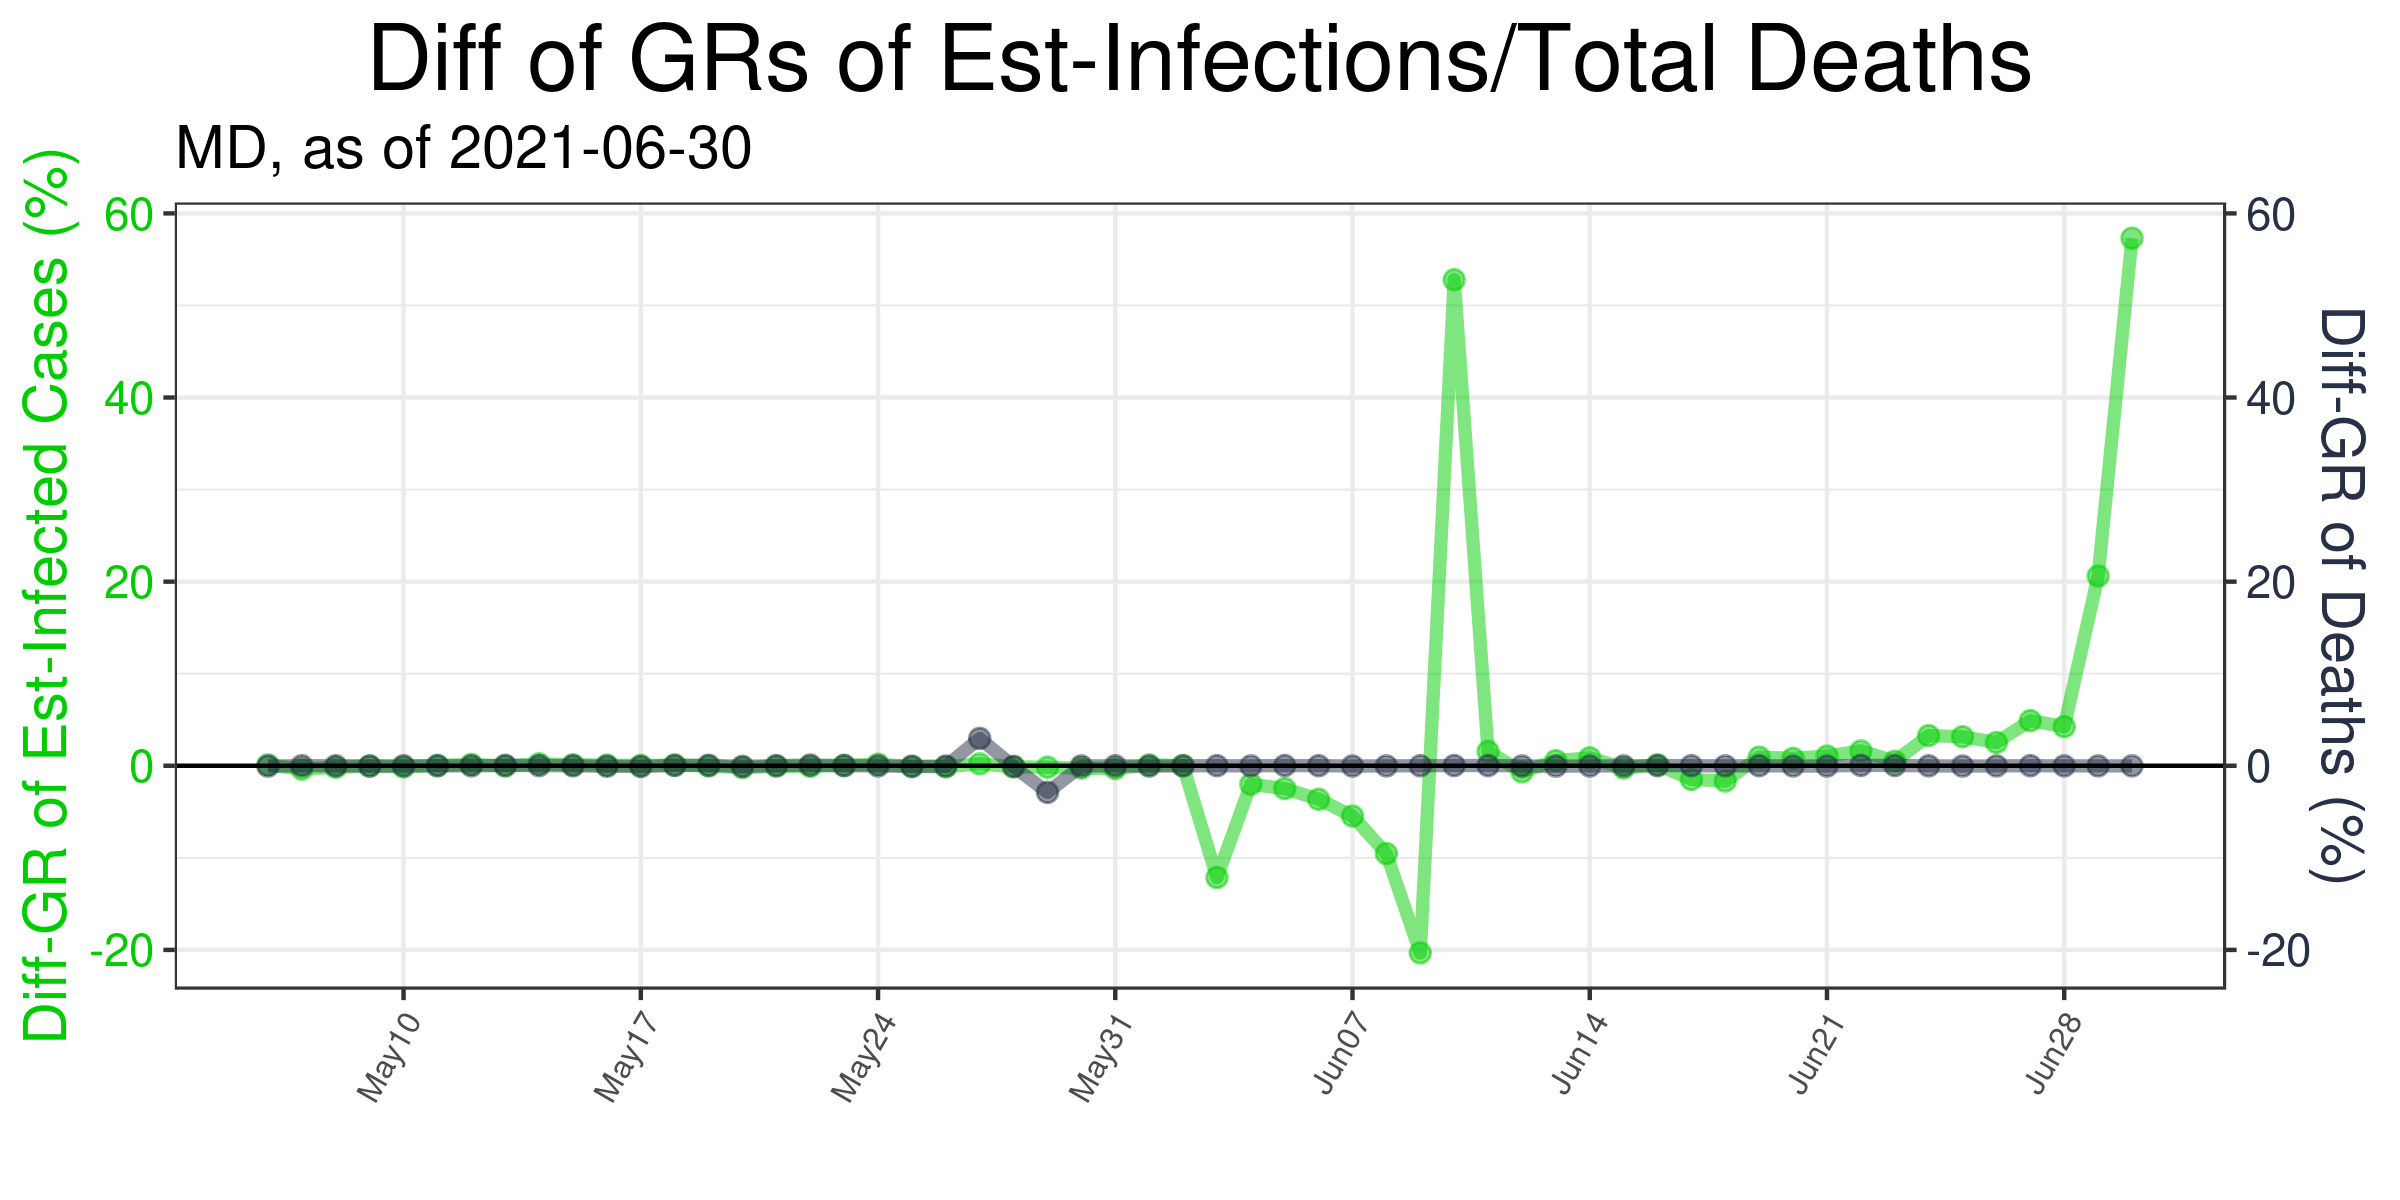 Diff of GRs of Est-Infections/Total Deaths
MD, as of 2021-06-30
Diff-GR of Est-Infected Cases (%)
60
40
20
0
-20
60
40
20
0
-20
Diff-GR of Deaths (%)
May10
May17
May24
May31
Jun07
Jun14
Jun21
Jun28